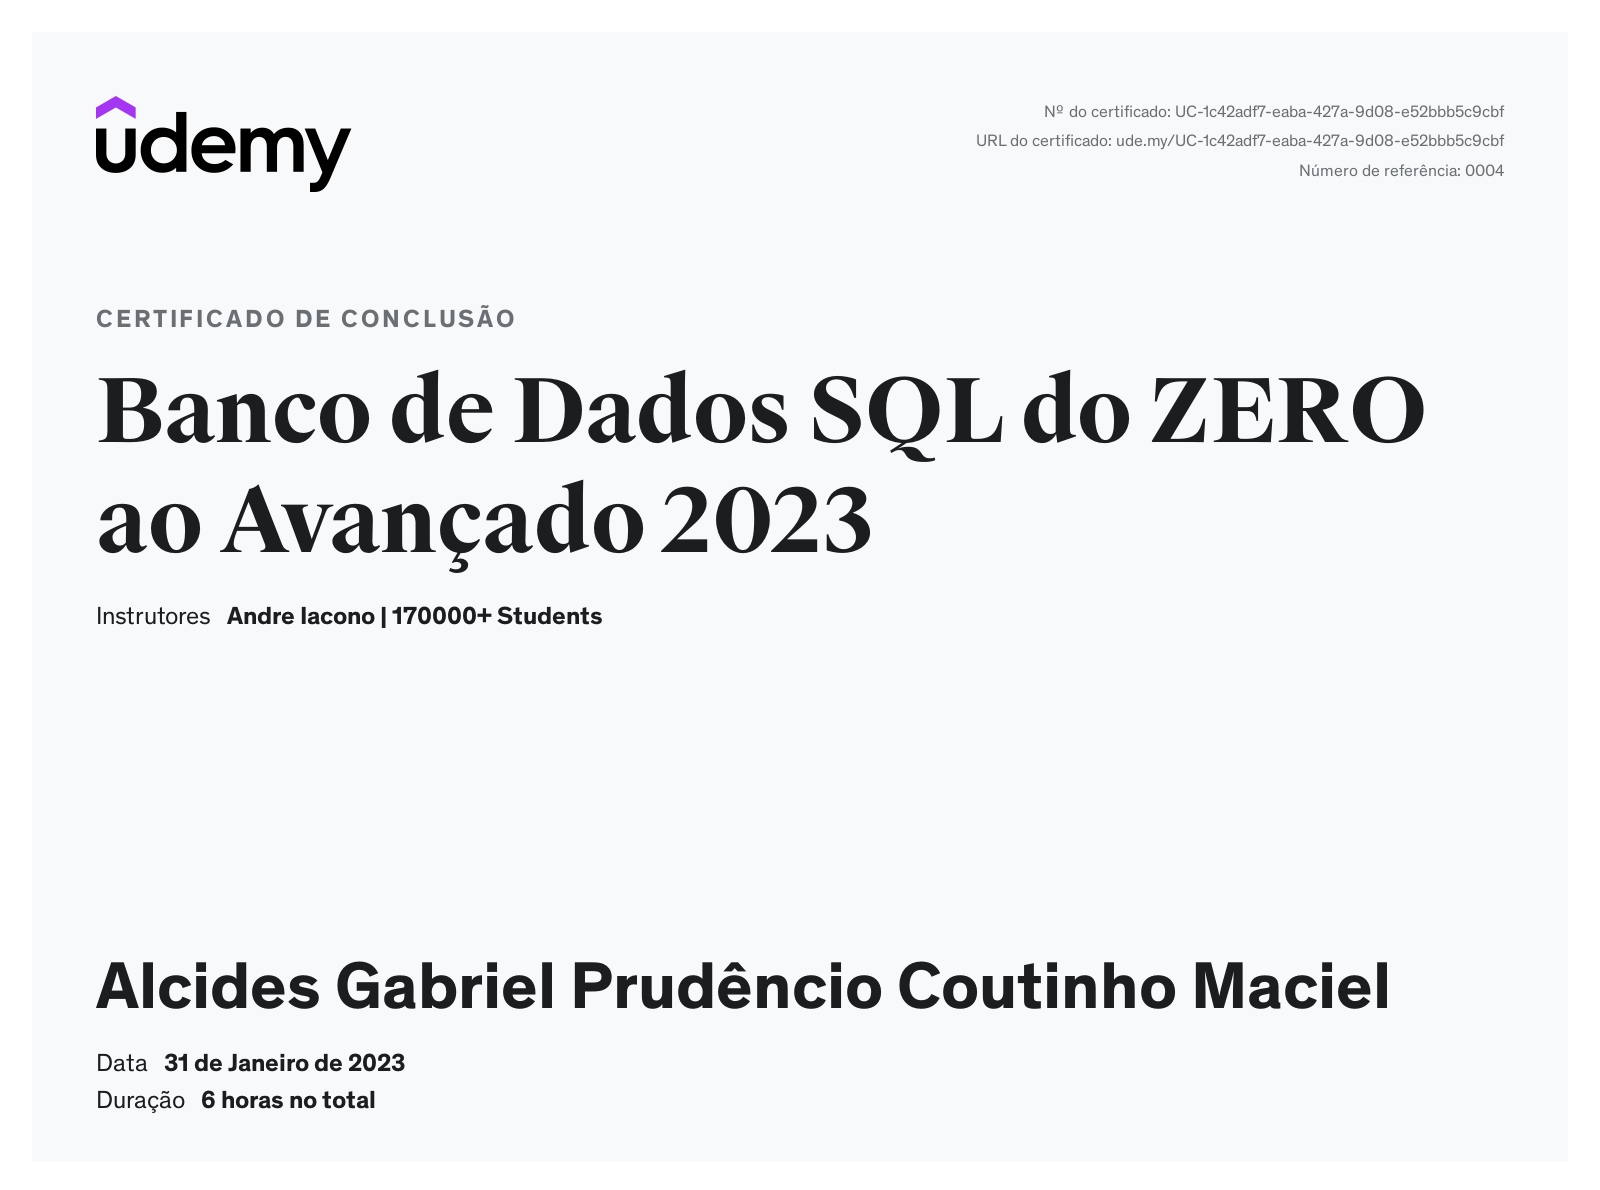 udemy
Nº do certificado: UC-1c42adf7-eaba-427a-9d08-e52bbb5c9cbf
URL do certificado: ude.my/UC-1c42adf7-eaba-427a-9d08-e52bbb5c9cbf
Número de referência: 0004
CERTIFICADO DE CONCLUSÃO
Banco de Dados SQL do ZERO
ao Avançado 2023
Instrutores Andre Iacono | 170000+ Students
Alcides Gabriel Prudêncio Coutinho Maciel
Data 31 de Janeiro de 2023
Duração 6 horas no total